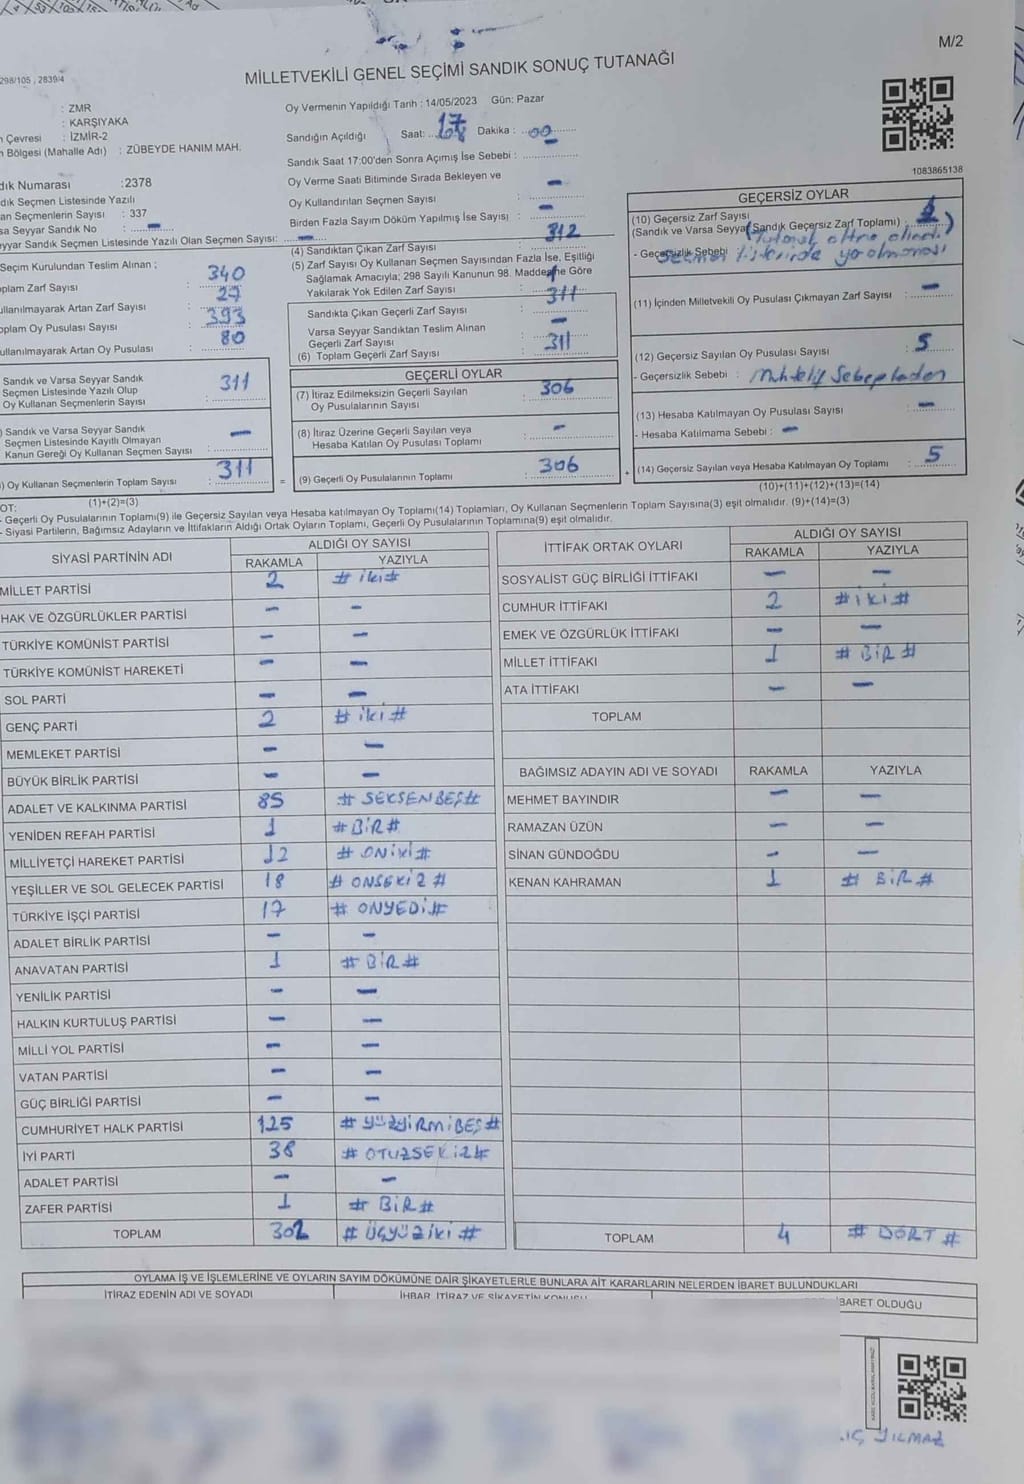 M/2
298/105 , 2839/4
MİLLETVEKİLİ GENEL SEÇİMİ SANDIK SONUÇ TUTANAĞI
: ZMR
: KARŞIYAKA
Çevresi : İZMİR-2
Bölgesi (Mahalle Adı) : ZÜBEYDE HANIM MAH.
Oy Vermenin Yapıldığı Tarih : 14/05/2023 Gün: Pazar
Sandığın Açıldığı Saat: 17 Dakika : 00
Sandık Saat 17:00'den Sonra Açımış İse Sebebi :
Oy Verme Saati Bitiminde Sırada Bekleyen ve
Oy Kullandırılan Seçmen Sayısı : -
Birden Fazla Sayım Döküm Yapılmış İse Sayısı : -
1083865138
dık Numarası :2378
dık Seçmen Listesinde Yazılı
an Seçmenlerin Sayısı : 337
sa Seyyar Sandık No : -
eyyar Sandık Seçmen Listesinde Yazılı Olan Seçmen Sayısı: -
Seçim Kurulundan Teslim Alınan ;
oplam Zarf Sayısı : 340
ullanılmayarak Artan Zarf Sayısı : 27
oplam Oy Pusulası Sayısı : 393
ullanılmayarak Artan Oy Pusulası : 80
Sandık ve Varsa Seyyar Sandık
Seçmen Listesinde Yazılı Olup
Oy Kullanan Seçmenlerin Sayısı : 311
) Sandık ve Varsa Seyyar Sandık
Seçmen Listesinde Kayıtlı Olmayan
Kanun Gereği Oy Kullanan Seçmen Sayısı : -
) Oy Kullanan Seçmenlerin Toplam Sayısı : 311
(1)+(2)=(3)
(4) Sandıktan Çıkan Zarf Sayısı : 312
(5) Zarf Sayısı Oy Kullanan Seçmen Sayısından Fazla İse, Eşitliği
Sağlamak Amacıyla; 298 Sayılı Kanunun 98. Maddesine Göre
Yakılarak Yok Edilen Zarf Sayısı : 1
Sandıkta Çıkan Geçerli Zarf Sayısı : 311
Varsa Seyyar Sandıktan Teslim Alınan
Geçerli Zarf Sayısı : -
(6) Toplam Geçerli Zarf Sayısı : 311
GEÇERLİ OYLAR
(7) İtiraz Edilmeksizin Geçerli Sayılan
Oy Pusulalarının Sayısı : 306
(8) İtiraz Üzerine Geçerli Sayılan veya
Hesaba Katılan Oy Pusulası Toplamı : -
= (9) Geçerli Oy Pusulalarının Toplamı : 306 +
GEÇERSİZ OYLAR
(10) Geçersiz Zarf Sayısı
(Sandık ve Varsa Seyyar Sandık Geçersiz Zarf Toplamı) :
- Geçersizlik Sebebi
(11) İçinden Milletvekili Oy Pusulası Çıkmayan Zarf Sayısı : -
(12) Geçersiz Sayılan Oy Pusulası Sayısı : 5
- Geçersizlik Sebebi : Muhtelif Sebeplerden
(13) Hesaba Katılmayan Oy Pusulası Sayısı : -
- Hesaba Katılmama Sebebi : -
(14) Geçersiz Sayılan veya Hesaba Katılmayan Oy Toplamı : 5
(10)+(11)+(12)+(13)=(14)
OT:
- Geçerli Oy Pusulalarının Toplamı(9) ile Geçersiz Sayılan veya Hesaba katılmayan Oy Toplamı(14) Toplamları, Oy Kullanan Seçmenlerin Toplam Sayısına(3) eşit olmalıdır. (9)+(14)=(3)
- Siyasi Partilerin, Bağımsız Adayların ve İttifakların Aldığı Ortak Oyların Toplamı, Geçerli Oy Pusulalarının Toplamına(9) eşit olmalıdır.
SİYASİ PARTİNİN ADI ALDIĞI OY SAYISI
RAKAMLA YAZIYLA
MİLLET PARTİSİ 2 # iki #
HAK VE ÖZGÜRLÜKLER PARTİSİ - -
TÜRKİYE KOMÜNİST PARTİSİ - -
TÜRKİYE KOMÜNİST HAREKETİ - -
SOL PARTİ - -
GENÇ PARTİ 2 # iki #
MEMLEKET PARTİSİ - -
BÜYÜK BİRLİK PARTİSİ - -
ADALET VE KALKINMA PARTİSİ 85 # SEKSENBEŞ #
YENİDEN REFAH PARTİSİ 1 # BİR #
MİLLİYETÇİ HAREKET PARTİSİ 12 # ONİKİ #
YEŞİLLER VE SOL GELECEK PARTİSİ 18 # ONSEKİZ #
TÜRKİYE İŞÇİ PARTİSİ 17 # ONYEDİ #
ADALET BİRLİK PARTİSİ - -
ANAVATAN PARTİSİ 1 # BİR #
YENİLİK PARTİSİ - -
HALKIN KURTULUŞ PARTİSİ - -
MİLLİ YOL PARTİSİ - -
VATAN PARTİSİ - -
GÜÇ BİRLİĞİ PARTİSİ - -
CUMHURİYET HALK PARTİSİ 125 # YÜZYİRMİBEŞ #
İYİ PARTİ 38 # OTUZSEKİZ #
ADALET PARTİSİ - -
ZAFER PARTİSİ 1 # BİR #
TOPLAM 302 # ÜÇYÜZİKİ #
İTTİFAK ORTAK OYLARI ALDIĞI OY SAYISI
RAKAMLA YAZIYLA
SOSYALİST GÜÇ BİRLİĞİ İTTİFAKI - -
CUMHUR İTTİFAKI 2 # İKİ #
EMEK VE ÖZGÜRLÜK İTTİFAKI - -
MİLLET İTTİFAKI 1 # BİR #
ATA İTTİFAKI - -
TOPLAM
BAĞIMSIZ ADAYIN ADI VE SOYADI RAKAMLA YAZIYLA
MEHMET BAYINDIR - -
RAMAZAN ÜZÜN - -
SİNAN GÜNDOĞDU - -
KENAN KAHRAMAN 1 # BİR #
TOPLAM 4 # DÖRT #
OYLAMA İŞ VE İŞLEMLERİNE VE OYLARIN SAYIM DÖKÜMÜNE DAİR ŞİKAYETLERLE BUNLARA AİT KARARLARIN NELERDEN İBARET BULUNDUKLARI
İTİRAZ EDENİN ADI VE SOYADI İHBAR, İTİRAZ VE ŞİKAYETİN KONUSU BARET OLDUĞU
YILMAZ